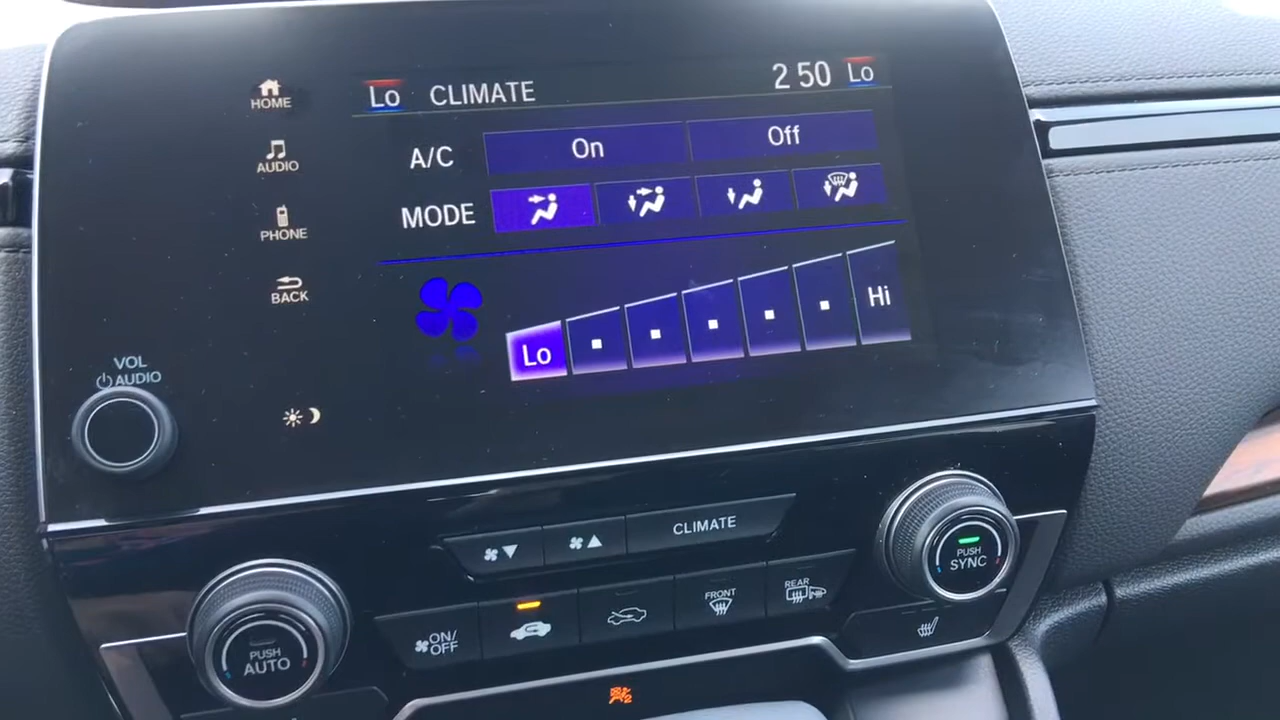 HOME
Lo CLIMATE 2 50 Lo
A/C On Off
AUDIO
MODE
PHONE
BACK
Lo Hi
VOL
AUDIO
CLIMATE
PUSH
SYNC
ON/
OFF
FRONT
REAR
PUSH
AUTO